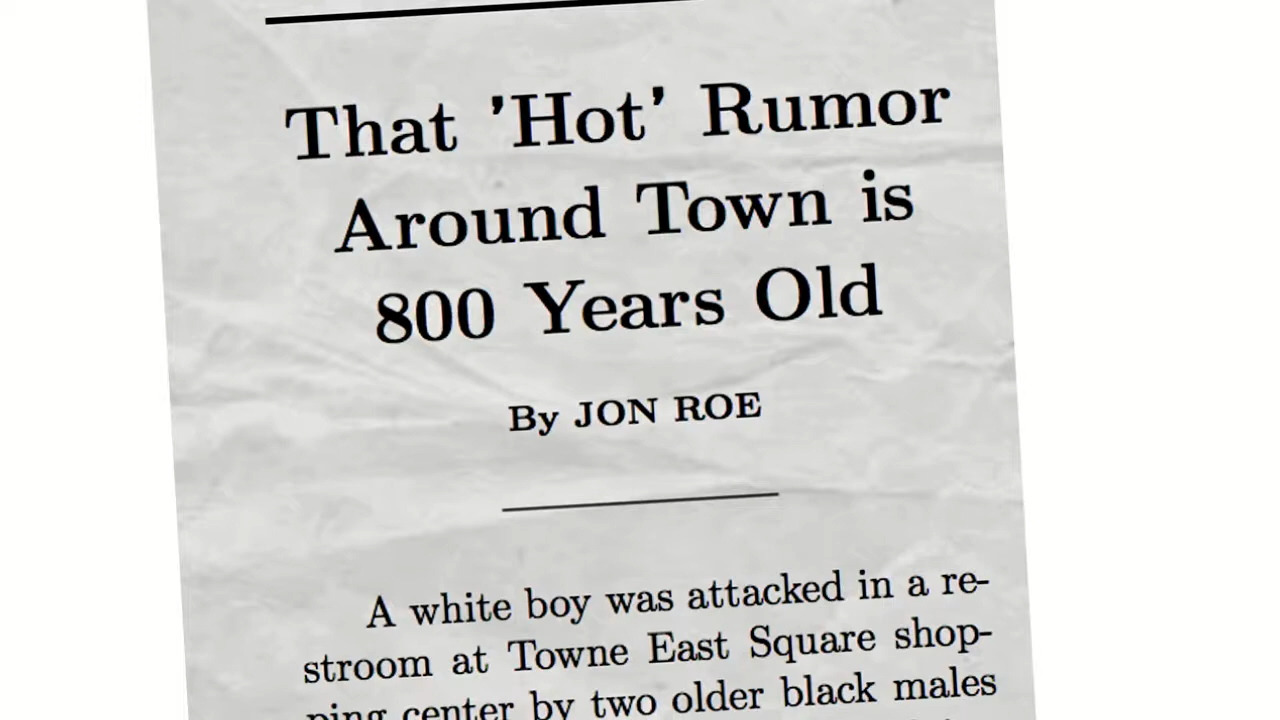 That 'Hot' Rumor
Around Town is
800 Years Old
By JON ROE
A white boy was attacked in a re-
stroom at Towne East Square shop-
ping center by two older black males